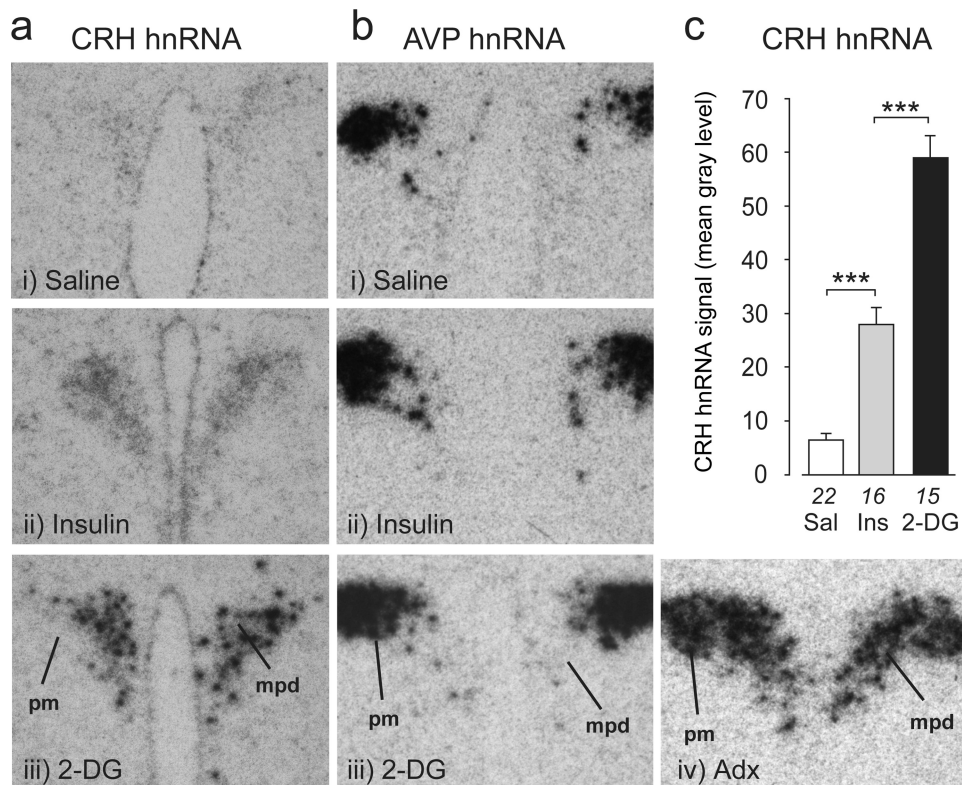 a CRH hnRNA
i) Saline
ii) Insulin
pm
mpd
iii) 2-DG
b AVP hnRNA
i) Saline
ii) Insulin
pm
mpd
iii) 2-DG
c CRH hnRNA
CRH hnRNA signal (mean gray level)
70
60
50
40
30
20
10
0
***
***
22 16 15
Sal Ins 2-DG
pm
mpd
iv) Adx